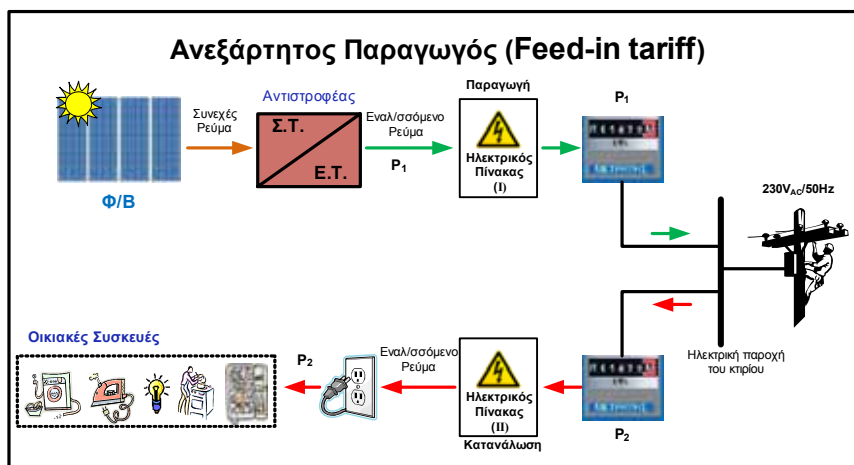 Ανεξάρτητος Παραγωγός (Feed-in tariff)
Συνεχές
Ρεύμα
Αντιστροφέας
Σ.Τ.
Ε.Τ.
Εναλ/σσόμενο
Ρεύμα
P1
Παραγωγή
Ηλεκτρικός
Πίνακας
(I)
P1
Φ/Β
230VAC/50Hz
Ηλεκτρική παροχή
του κτιρίου
Οικιακές Συσκευές
P2
Εναλ/σσόμενο
Ρεύμα
Ηλεκτρικός
Πίνακας
(II)
Κατανάλωση
P2